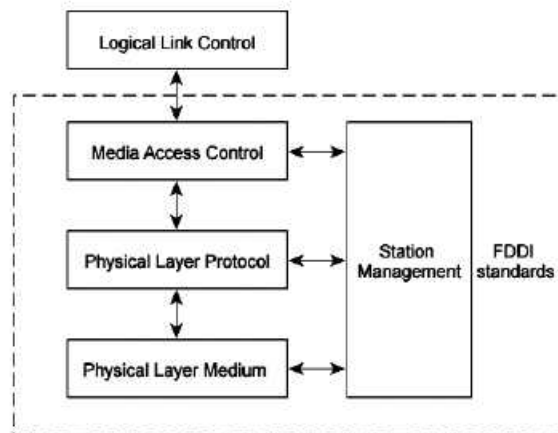 Logical Link Control
Media Access Control
Physical Layer Protocol
Station
Management
FDDI
standards
Physical Layer Medium